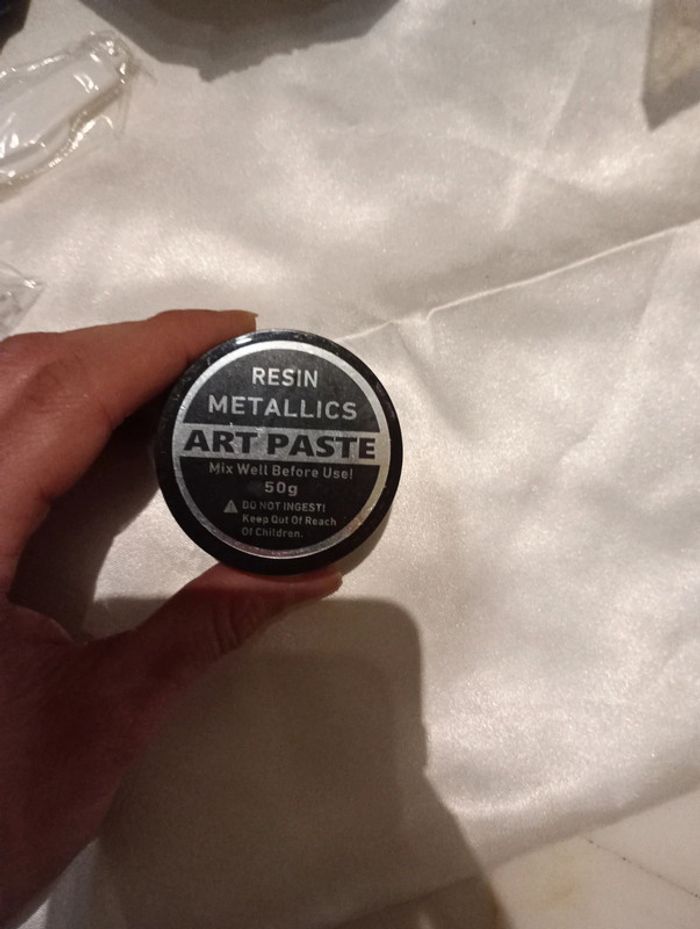 RESIN
METALLICS
ART PASTE
Mix Well Before Use!
50g
DO NOT INGEST!
Keep Out Of Reach
Of Children.